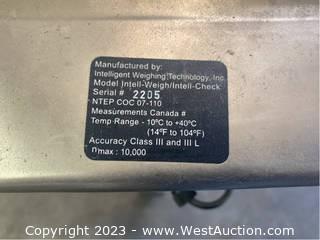 Manufactured by:
Intelligent Weighing Technology, Inc.
Model Intell-Weigh/Intell-Check
Serial # 2205
NTEP COC 07-110
Measurements Canada #
Temp Range - 10ºC to +40ºC
(14ºF to 104ºF)
Accuracy Class III and III L
nmax : 10,000
Copyright 2023 - WestAuction.com